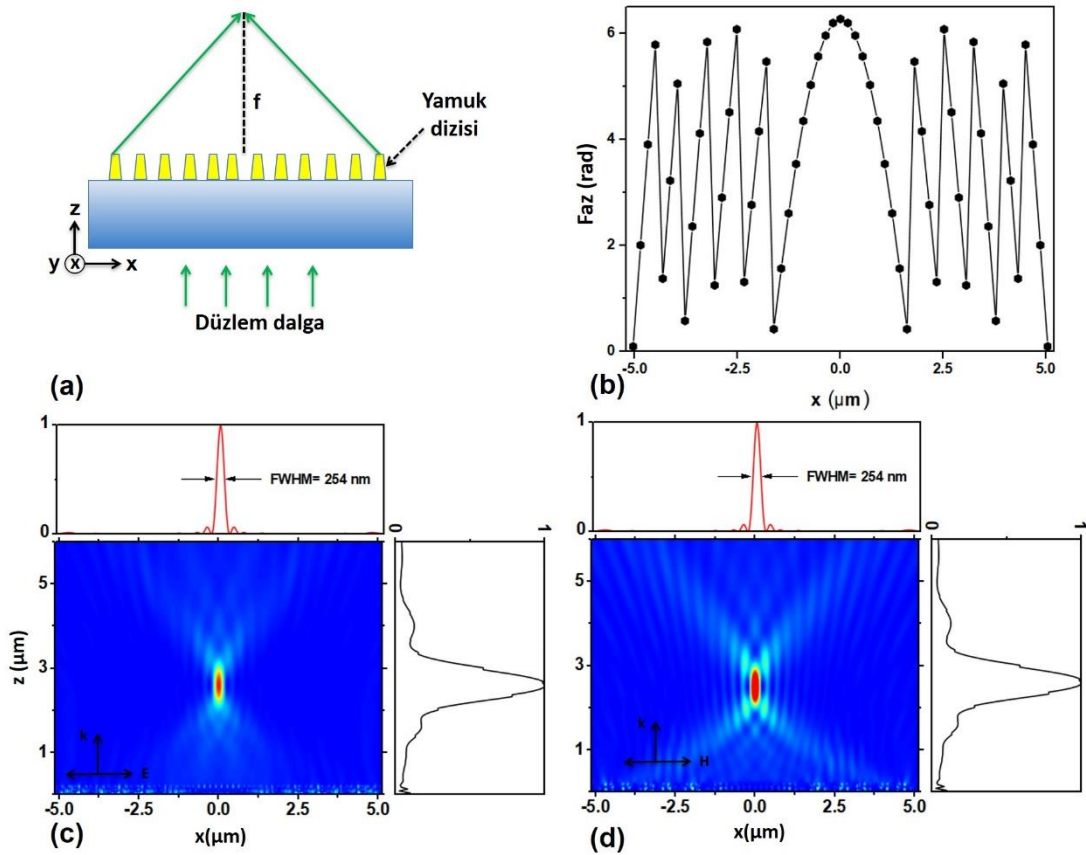 f
Yamuk
dizisi
z
y x x
Düzlem dalga
(a)
6
4
2
0
Faz (rad)
-5.0 -2.5 0.0 2.5 5.0
x (µm)
(b)
1
0
FWHM= 254 nm
0 1
5
3
1
z (µm)
k
E
-5.0 -2.5 0.0 2.5 5.0
x(µm)
(c)
1
0
FWHM= 254 nm
0 1
5
3
1
k
H
-5.0 -2.5 0.0 2.5 5.0
x(µm)
(d)